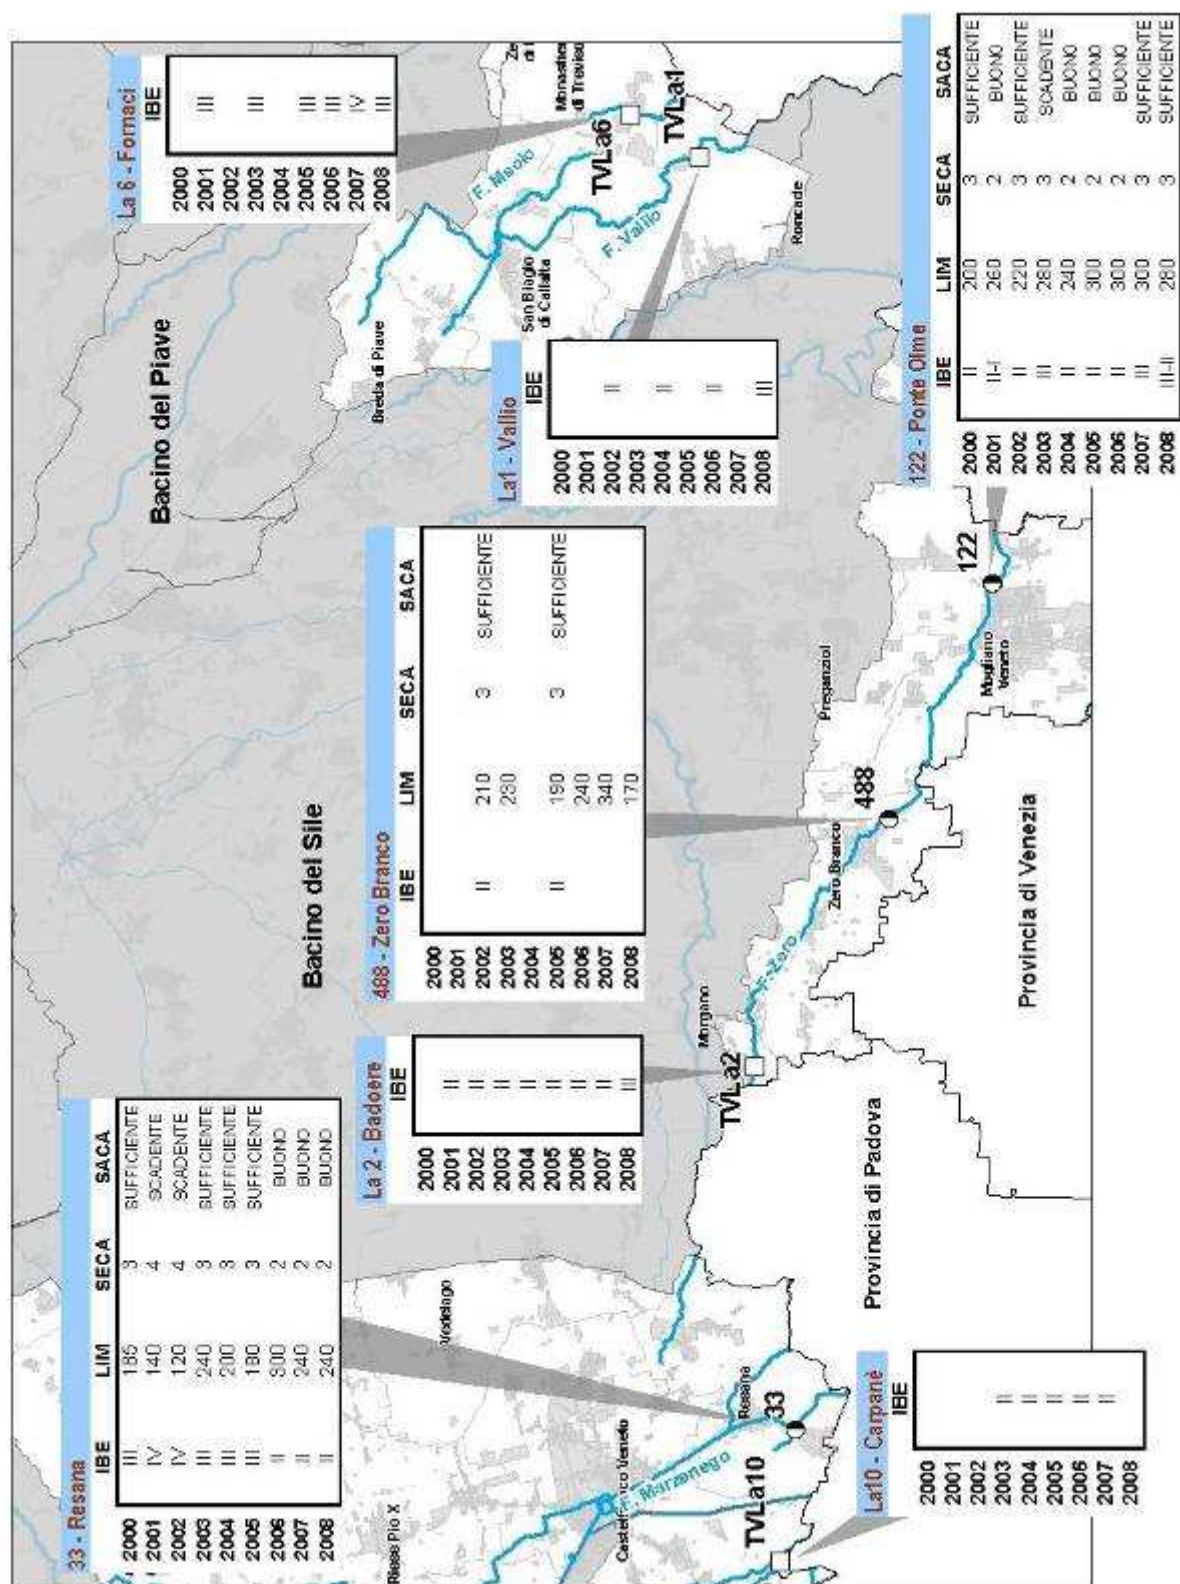 33 - Resana
IBE LIM SECA SACA
2000 III 185 3 SUFFICIENTE
2001 IV 140 4 SCADENTE
2002 IV 120 4 SCADENTE
2003 III 240 3 SUFFICIENTE
2004 III 200 3 SUFFICIENTE
2005 III 180 3 SUFFICIENTE
2006 II 300 2 BUONO
2007 II 240 2 BUONO
2008 II 240 2 BUONO
La 2 - Badoere
IBE
2000
2001 II
2002 II
2003 II
2004 II
2005 II
2006 II
2007 II
2008 III
488 - Zero Branco
IBE LIM SECA SACA
2000
2001
2002 II 210 3 SUFFICIENTE
2003 230
2004
2005 II 190 3 SUFFICIENTE
2006 240
2007 340
2008 170
La1 - Vallio
IBE
2000
2001
2002 II
2003
2004 II
2005
2006 II
2007
2008 III
La 6 - Fornaci
IBE
2000
2001 III
2002
2003 III
2004
2005 III
2006 III
2007 IV
2008 III
122 - Ponte Olme
IBE LIM SECA SACA
2000 II 200 3 SUFFICIENTE
2001 II-I 260 2 BUONO
2002 II 220 3 SUFFICIENTE
2003 III 280 3 SCADENTE
2004 II 240 2 BUONO
2005 II 300 2 BUONO
2006 II 300 2 BUONO
2007 III 300 3 SUFFICIENTE
2008 III-II 280 3 SUFFICIENTE
La10 - Carpanè
IBE
2000
2001
2002
2003 II
2004 II
2005 II
2006 II
2007 II
2008
Bacino del Piave
Bacino del Sile
Breda di Piave
San Biagio
di Callalta
F. Meolo
F. Vallio
Monastier
di Treviso
TVLa6
TVLa1
Roncade
Riese Pio X
Vedelago
F. Marzenego
Resana
33
TVLa10
Morgano
TVLa2
F. Zero
Zero Branco
488
Preganziol
Mogliano
Veneto
122
Provincia di Padova
Provincia di Venezia